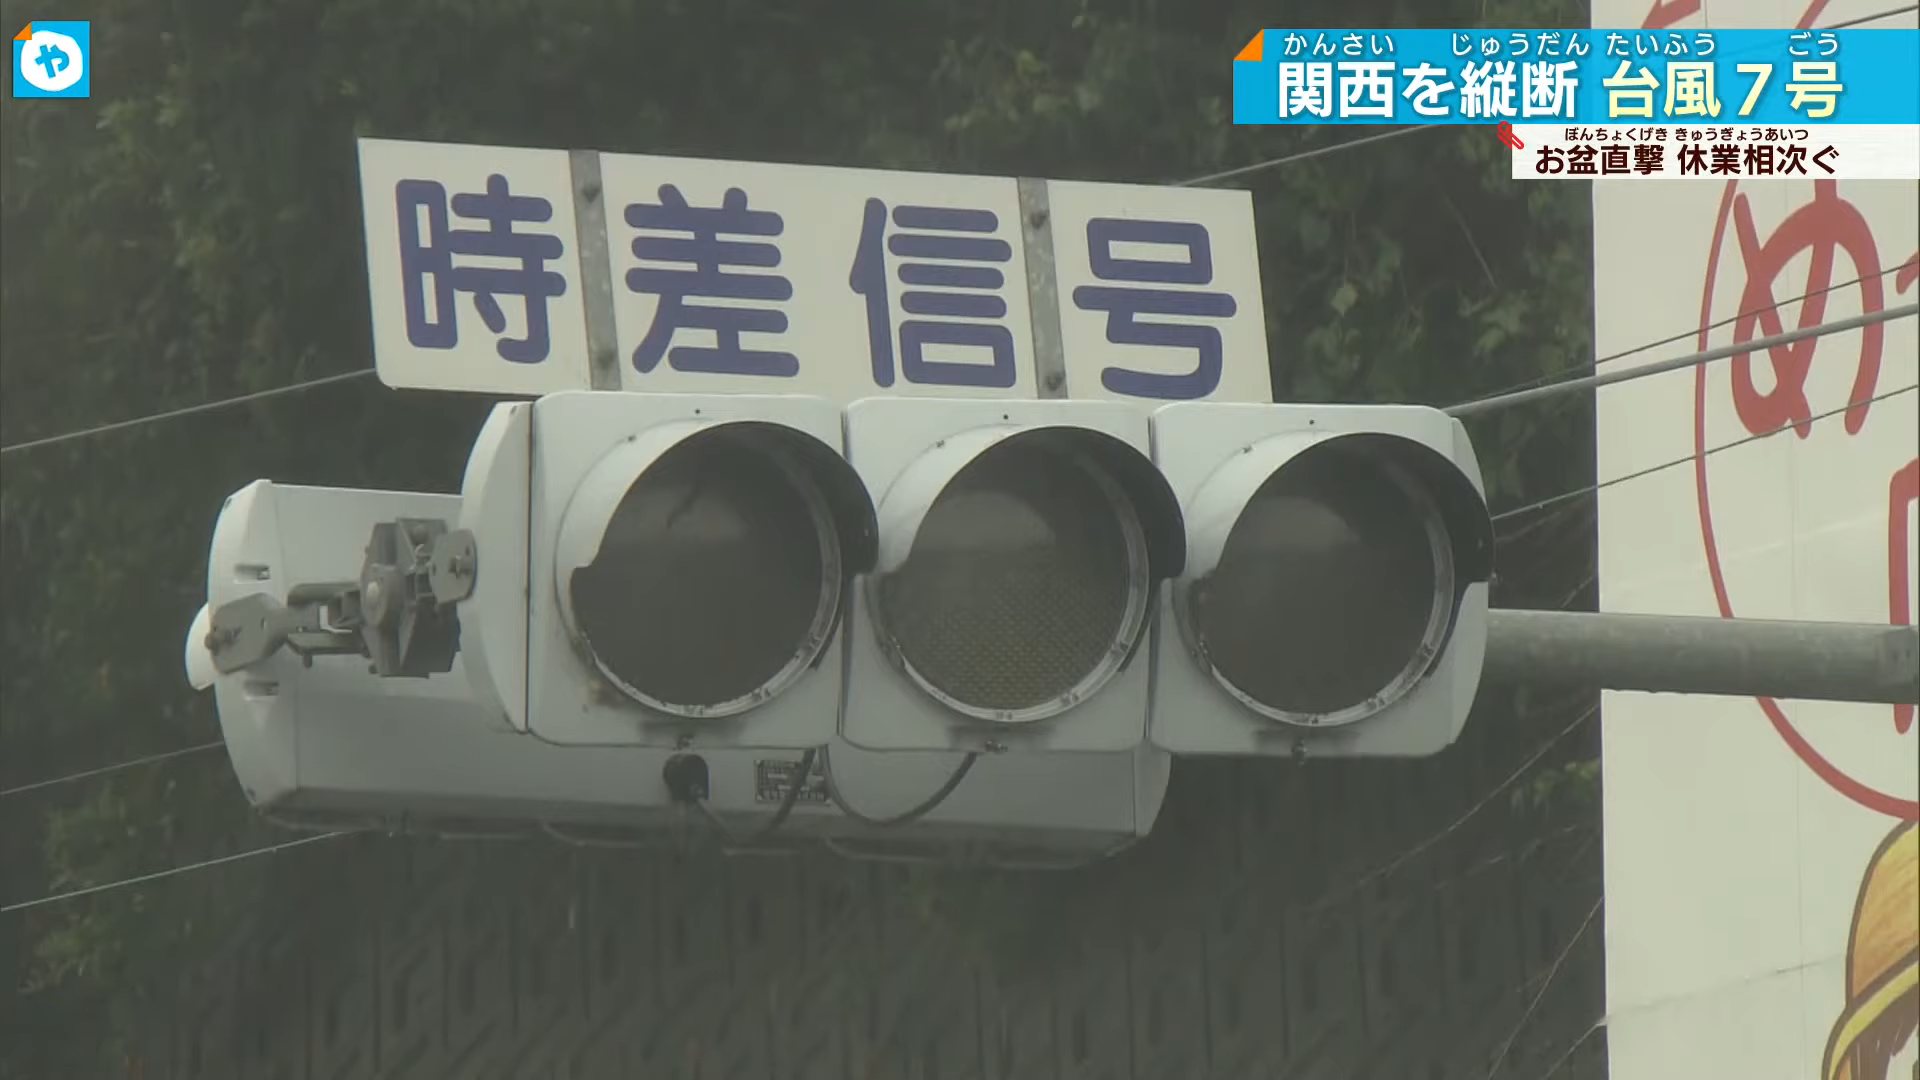 や
かんさい じゅうだん たいふう ごう
関西を縦断 台風7号
ぼんちょくげき きゅうぎょうあいつ
お盆直撃 休業相次ぐ
時差信号
め